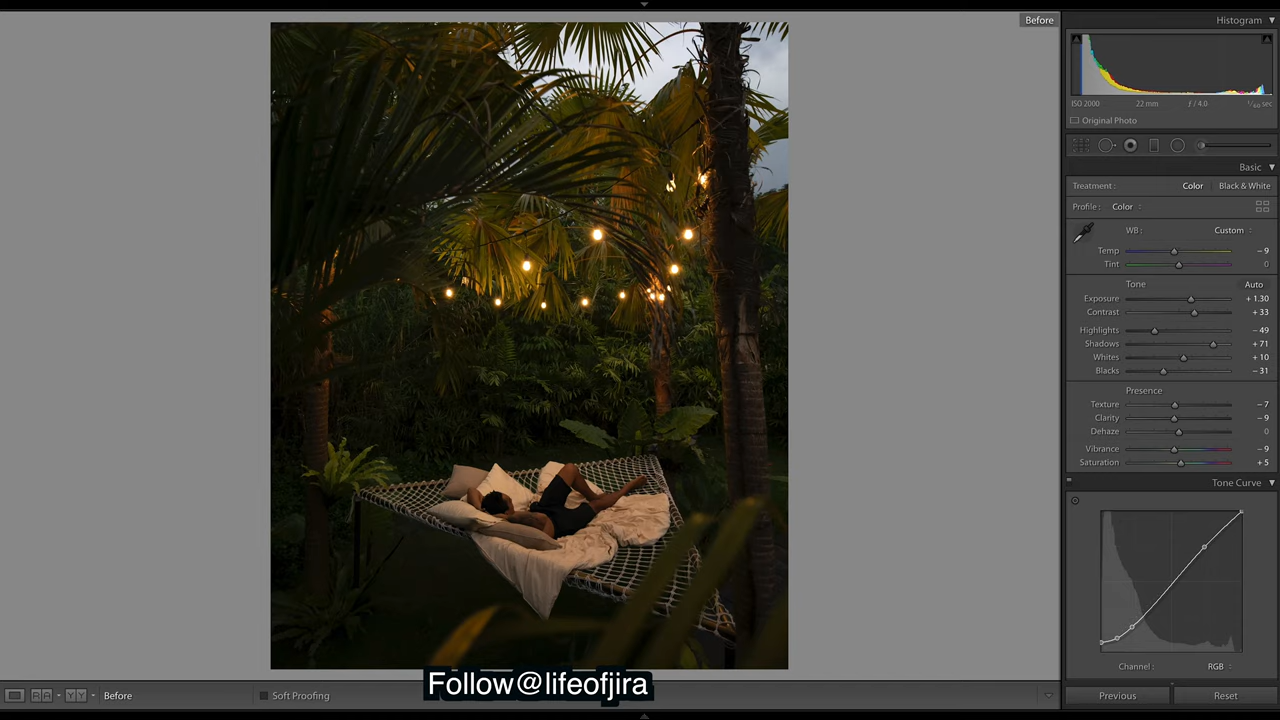 Before
Histogram
ISO 2000 22 mm ƒ / 4.0 1/60 sec
Original Photo
Basic
Treatment : Color Black & White
Profile : Color
WB : Custom
Temp − 9
Tint 0
Tone Auto
Exposure + 1.30
Contrast + 33
Highlights − 49
Shadows + 71
Whites + 10
Blacks − 31
Presence
Texture − 7
Clarity − 9
Dehaze 0
Vibrance − 9
Saturation + 5
Tone Curve
Channel : RGB
Before Soft Proofing
Follow@lifeofjira
Previous Reset